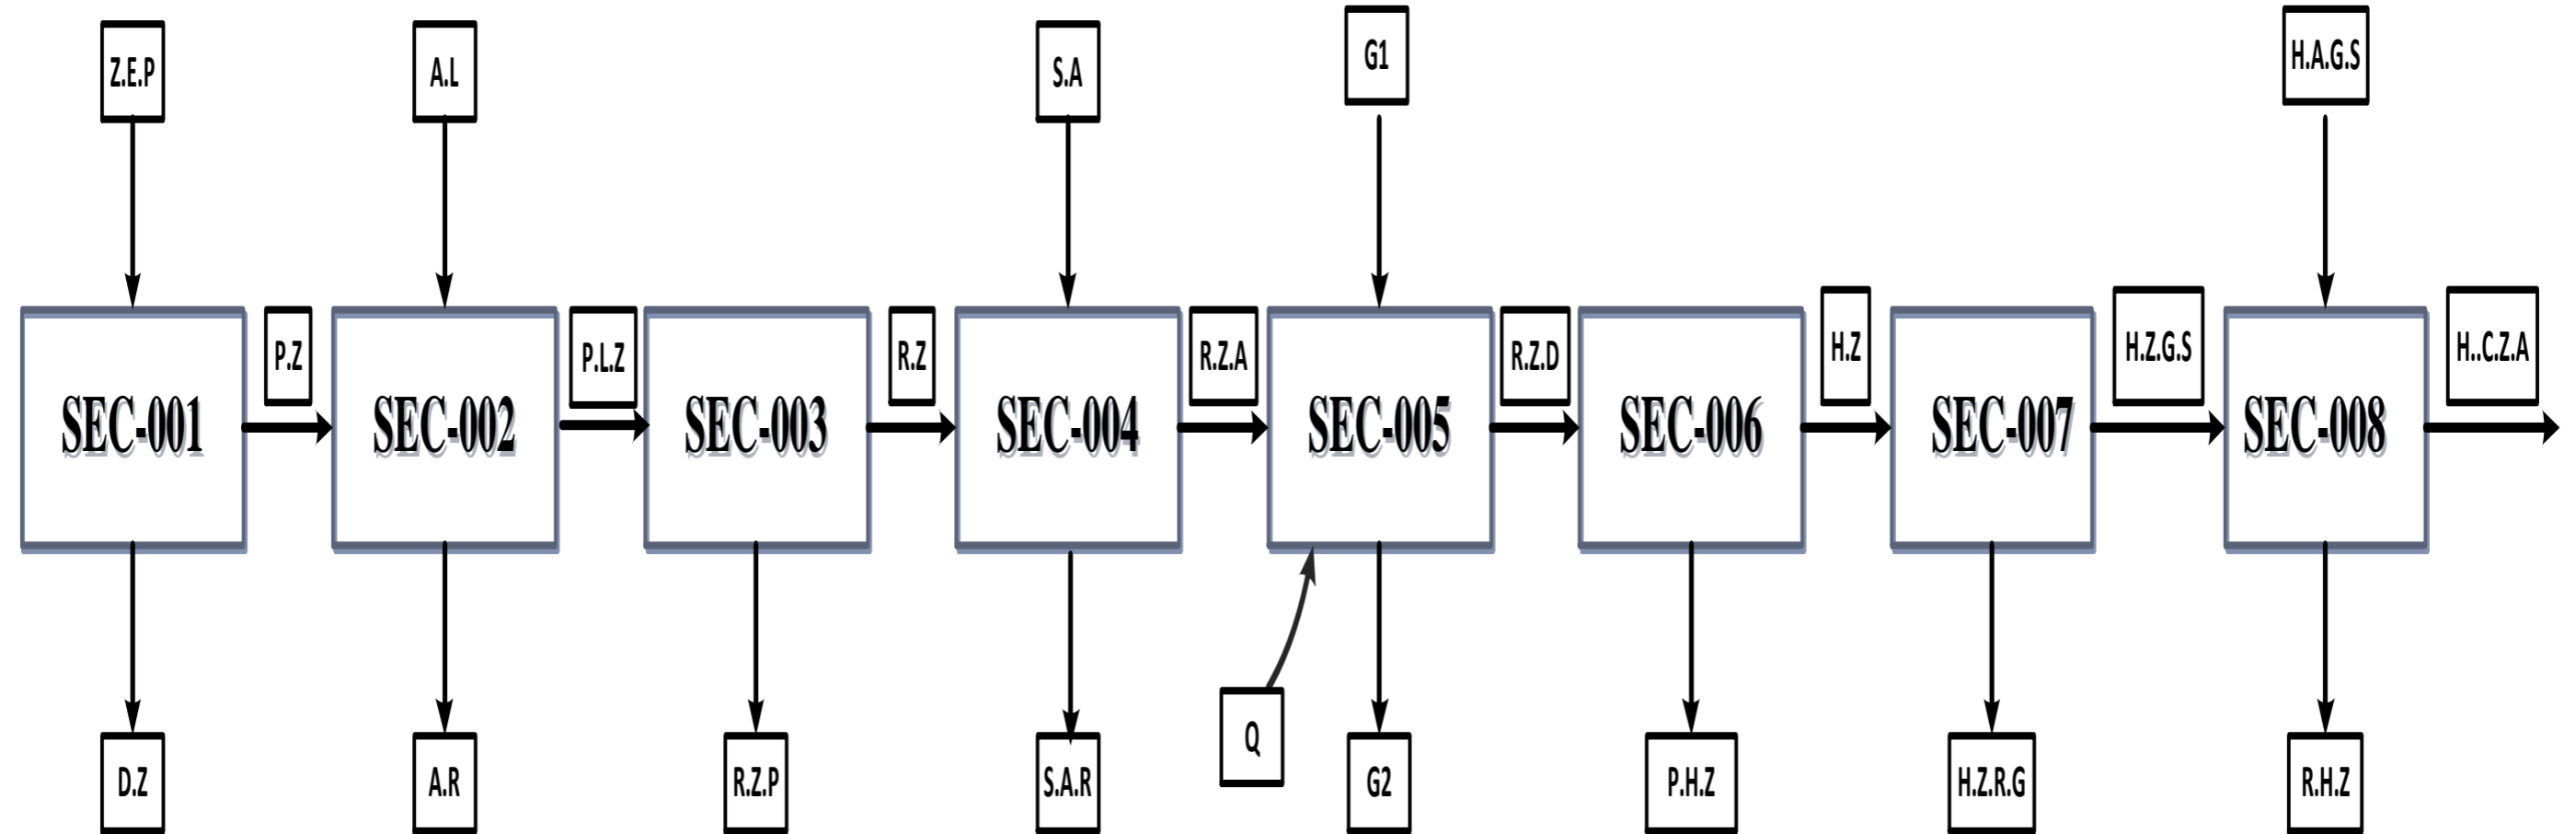 Z.E.P
A.L
S.A
G1
H.A.G.S
P.Z
P.L.Z
R.Z
R.Z.A
R.Z.D
H.Z
H.Z.G.S
H..C.Z.A
SEC-001
SEC-002
SEC-003
SEC-004
SEC-005
SEC-006
SEC-007
SEC-008
Q
D.Z
A.R
R.Z.P
S.A.R
G2
P.H.Z
H.Z.R.G
R.H.Z